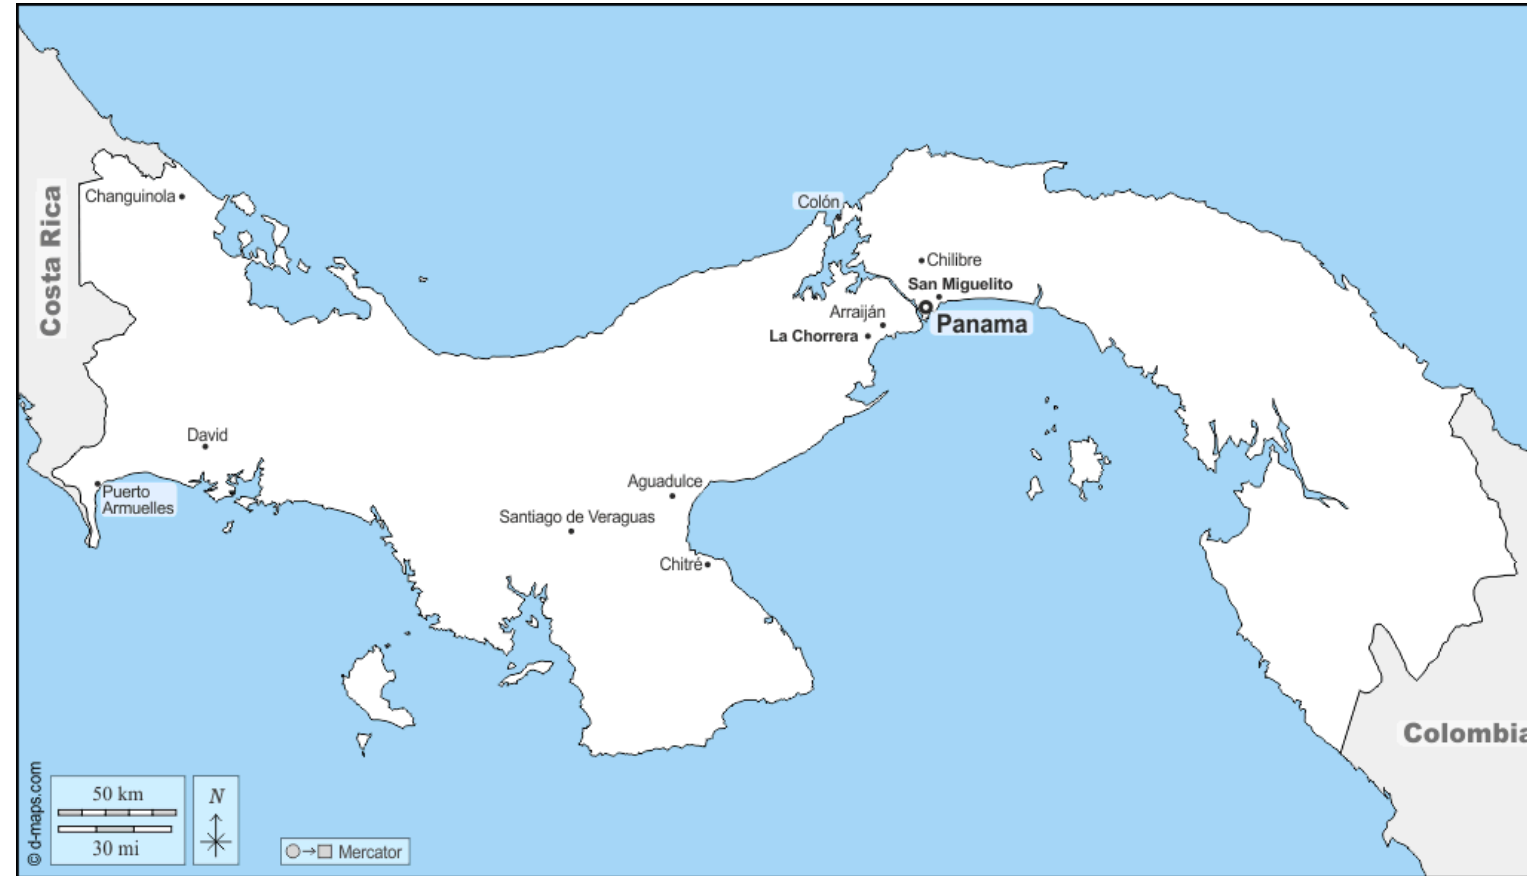 Costa Rica
Changuinola
Colón
Chilibre
San Miguelito
Arraiján
Panama
La Chorrera
David
Puerto
Armuelles
Aguadulce
Santiago de Veraguas
Chitré
Colombia
© d-maps.com
50 km
30 mi
N
Mercator